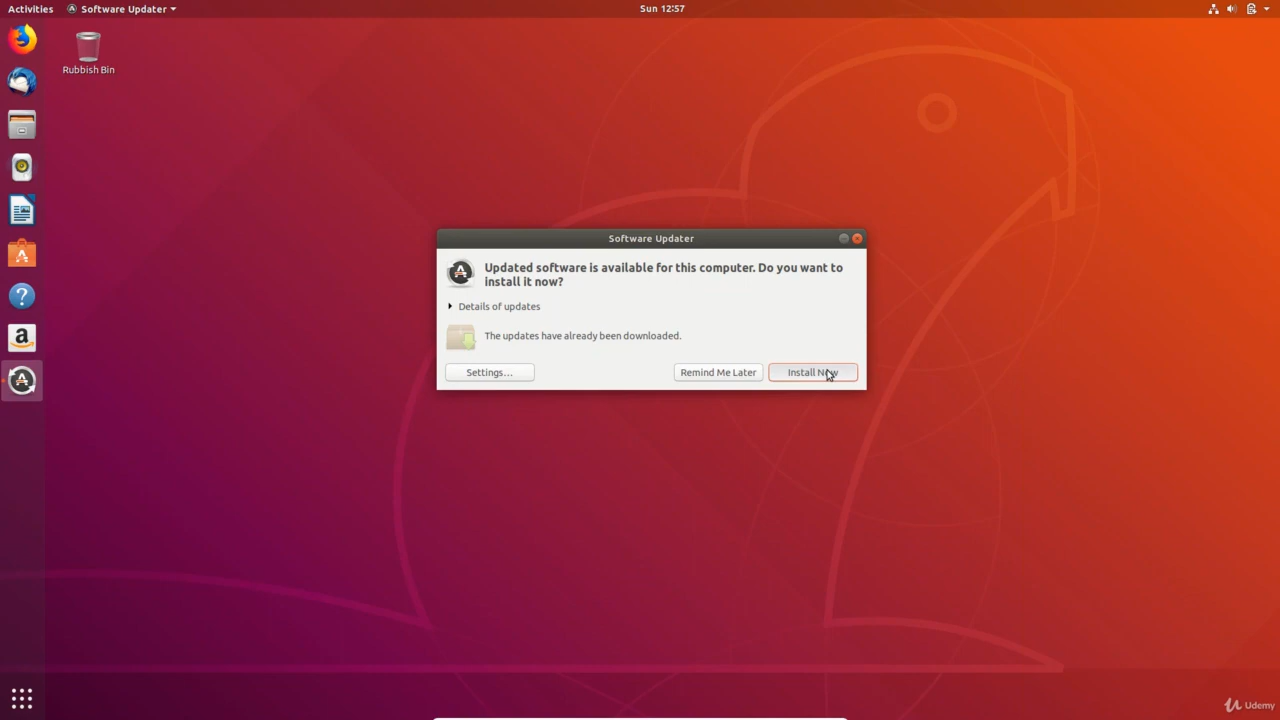 Activities
Software Updater
Sun 12:57
Rubbish Bin
Software Updater
Updated software is available for this computer. Do you want to
install it now?
Details of updates
The updates have already been downloaded.
Settings...
Remind Me Later
Install Now
Udemy